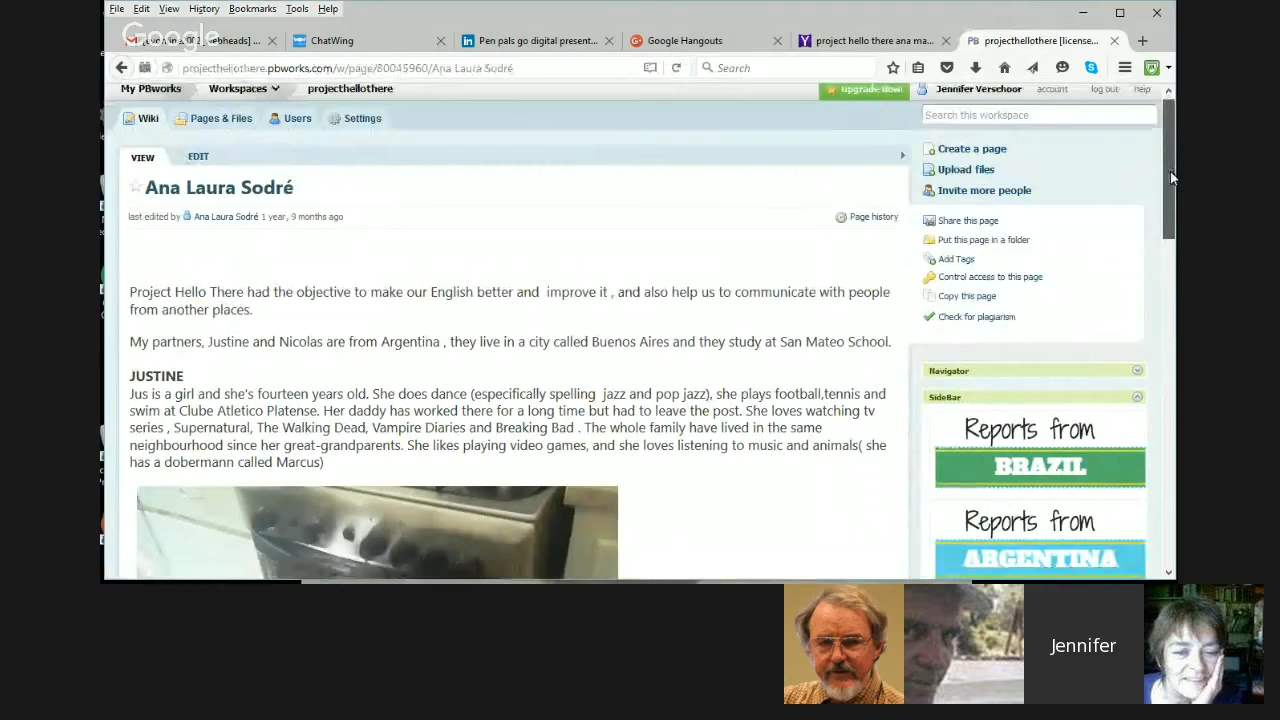 File Edit View History Bookmarks Tools Help
Google
ChatWing
Pen pals go digital present...
Google Hangouts
project hello there ana ma...
projecthellothere [license...
projecthellothere.pbworks.com/w/page/80045960/Ana Laura Sodré
Search
My PBworks Workspaces projecthellothere
upgrade now
Jennifer Verschoor account log out help
Wiki Pages & Files Users Settings
Search this workspace
VIEW EDIT
Create a page
Upload files
Invite more people
Ana Laura Sodré
last edited by Ana Laura Sodré 1 year, 9 months ago
Page history
Share this page
Put this page in a folder
Add Tags
Control access to this page
Copy this page
Check for plagiarism
Project Hello There had the objective to make our English better and improve it , and also help us to communicate with people
from another places.
My partners, Justine and Nicolas are from Argentina , they live in a city called Buenos Aires and they study at San Mateo School.
JUSTINE
Jus is a girl and she's fourteen years old. She does dance (especifically spelling jazz and pop jazz), she plays football,tennis and
swim at Clube Atletico Platense. Her daddy has worked there for a long time but had to leave the post. She loves watching tv
series , Supernatural, The Walking Dead, Vampire Diaries and Breaking Bad . The whole family have lived in the same
neighbourhood since her great-grandparents. She likes playing video games, and she loves listening to music and animals( she
has a dobermann called Marcus)
Navigator
SideBar
Reports from
BRAZIL
Reports from
ARGENTINA
Jennifer